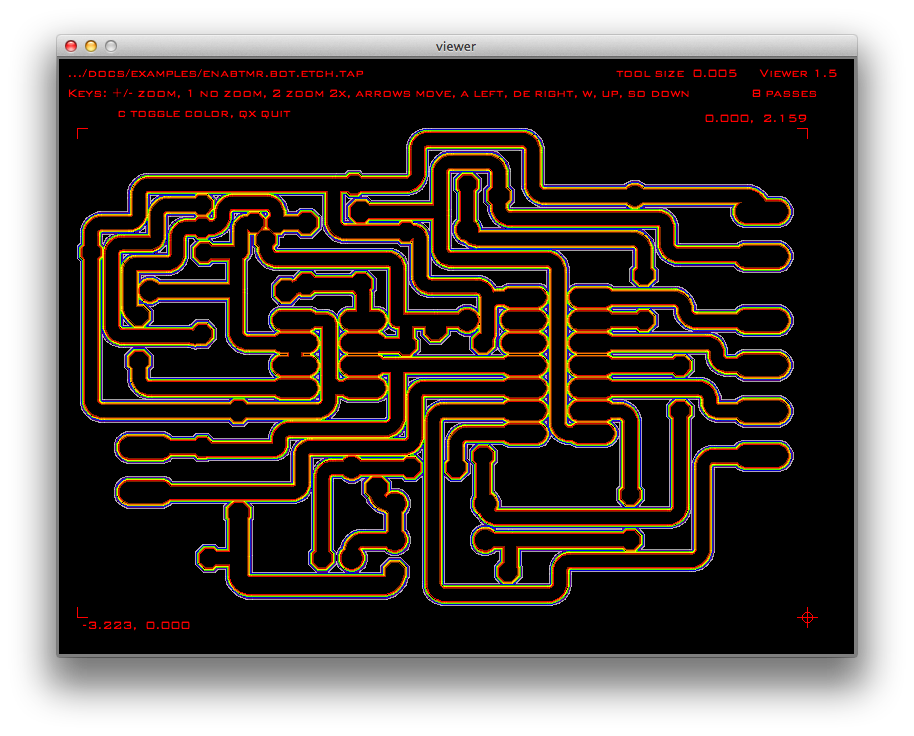 viewer
.../DOCS/EXAMPLES/ENABTMR.BOT.ETCH.TAP TOOL SIZE 0.005 VIEWER 1.5
KEYS: +/- ZOOM, 1 NO ZOOM, 2 ZOOM 2X, ARROWS MOVE, A LEFT, DE RIGHT, W, UP, SO DOWN 8 PASSES
C TOGGLE COLOR, QX QUIT
0.000, 2.159
-3.223, 0.000